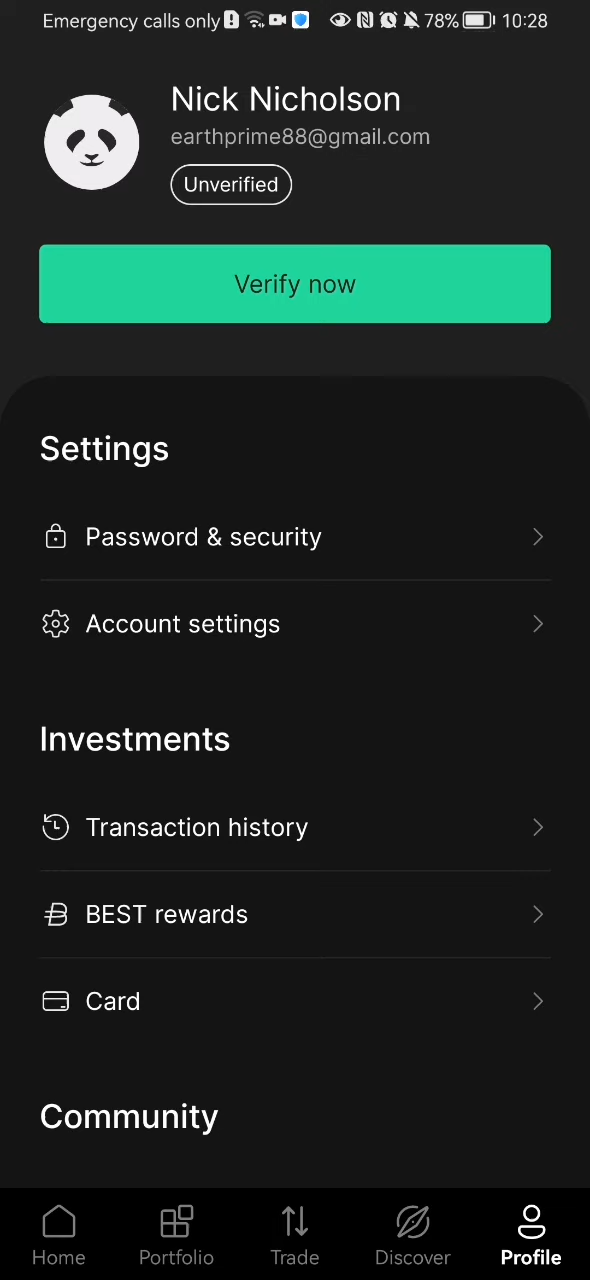 Emergency calls only 78% 10:28
Nick Nicholson
earthprime88@gmail.com
Unverified
Verify now
Settings
Password & security
Account settings
Investments
Transaction history
BEST rewards
Card
Community
Home Portfolio Trade Discover Profile